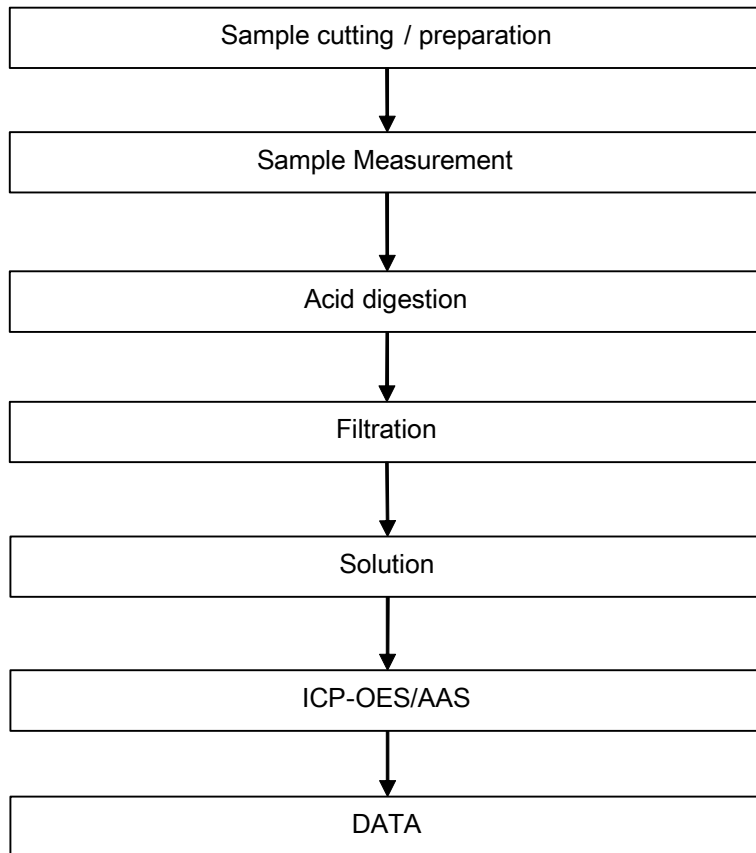 Sample cutting / preparation
Sample Measurement
Acid digestion
Filtration
Solution
ICP-OES/AAS
DATA